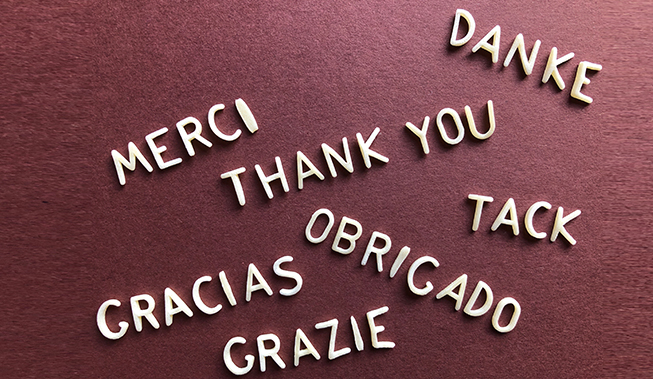 DANKE
MERCI
THANK YOU
TACK
OBRIGADO
GRACIAS
GRAZIE